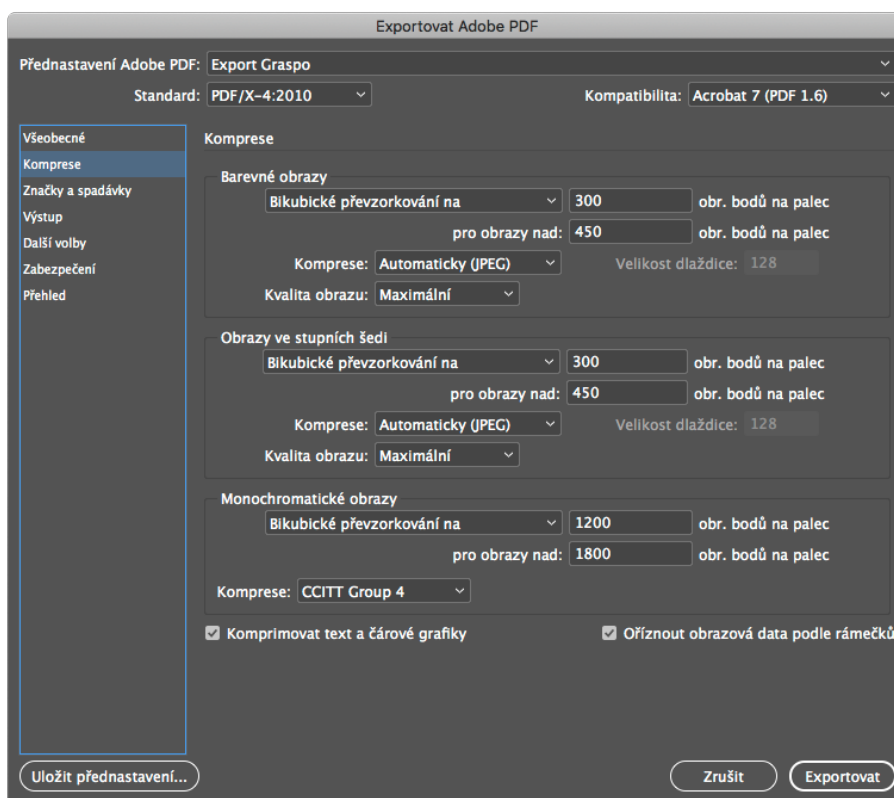 Exportovat Adobe PDF
Přednastavení Adobe PDF: Export Graspo
Standard: PDF/X-4:2010 Kompatibilita: Acrobat 7 (PDF 1.6)
Všeobecné
Komprese
Značky a spadávky
Výstup
Další volby
Zabezpečení
Přehled
Komprese
Barevné obrazy
Bikubické převzorkování na 300 obr. bodů na palec
pro obrazy nad: 450 obr. bodů na palec
Komprese: Automaticky (JPEG) Velikost dlaždice: 128
Kvalita obrazu: Maximální
Obrazy ve stupních šedi
Bikubické převzorkování na 300 obr. bodů na palec
pro obrazy nad: 450 obr. bodů na palec
Komprese: Automaticky (JPEG) Velikost dlaždice: 128
Kvalita obrazu: Maximální
Monochromatické obrazy
Bikubické převzorkování na 1200 obr. bodů na palec
pro obrazy nad: 1800 obr. bodů na palec
Komprese: CCITT Group 4
Komprimovat text a čárové grafiky Oříznout obrazová data podle rámečků
Uložit přednastavení... Zrušit Exportovat